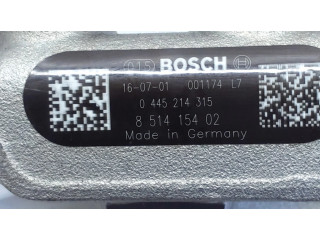 BOSCH
16-07-01 001174 L7
0 445 214 315
8 514 154 02
Made in Germany